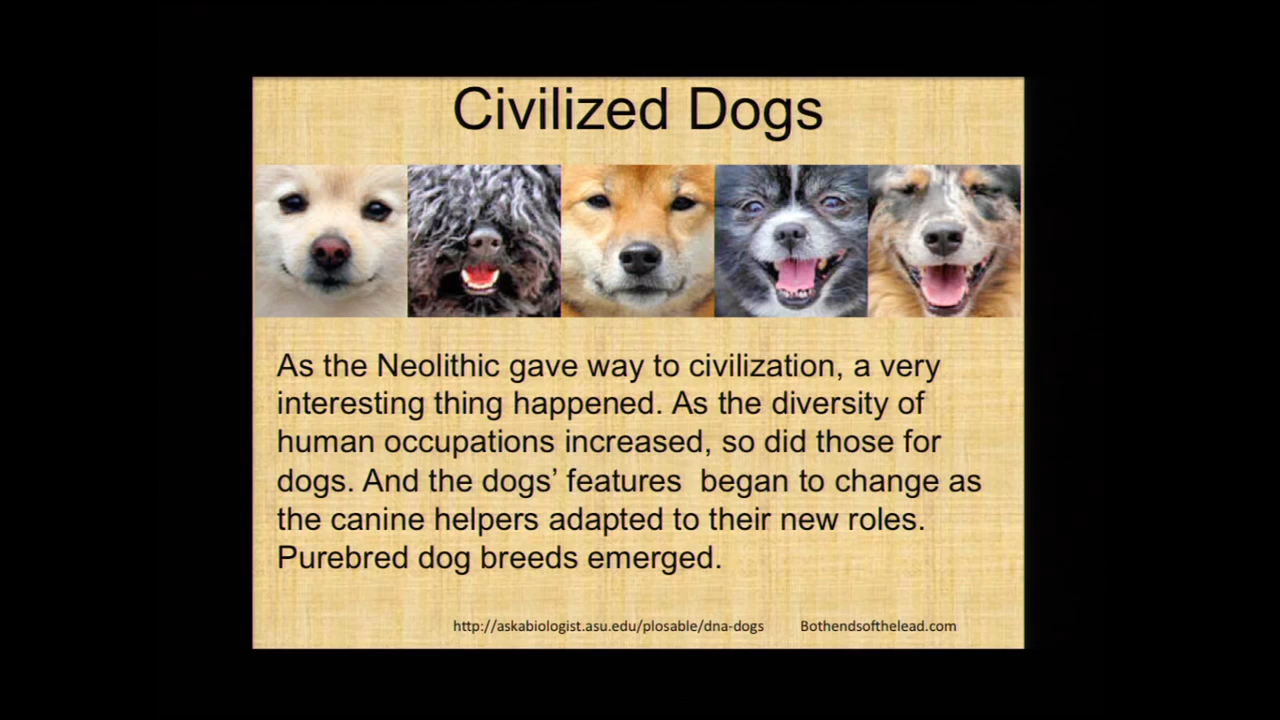 Civilized Dogs
As the Neolithic gave way to civilization, a very
interesting thing happened. As the diversity of
human occupations increased, so did those for
dogs. And the dogs’ features  began to change as
the canine helpers adapted to their new roles.
Purebred dog breeds emerged.
http://askabiologist.asu.edu/plosable/dna-dogs Bothendsofthelead.com